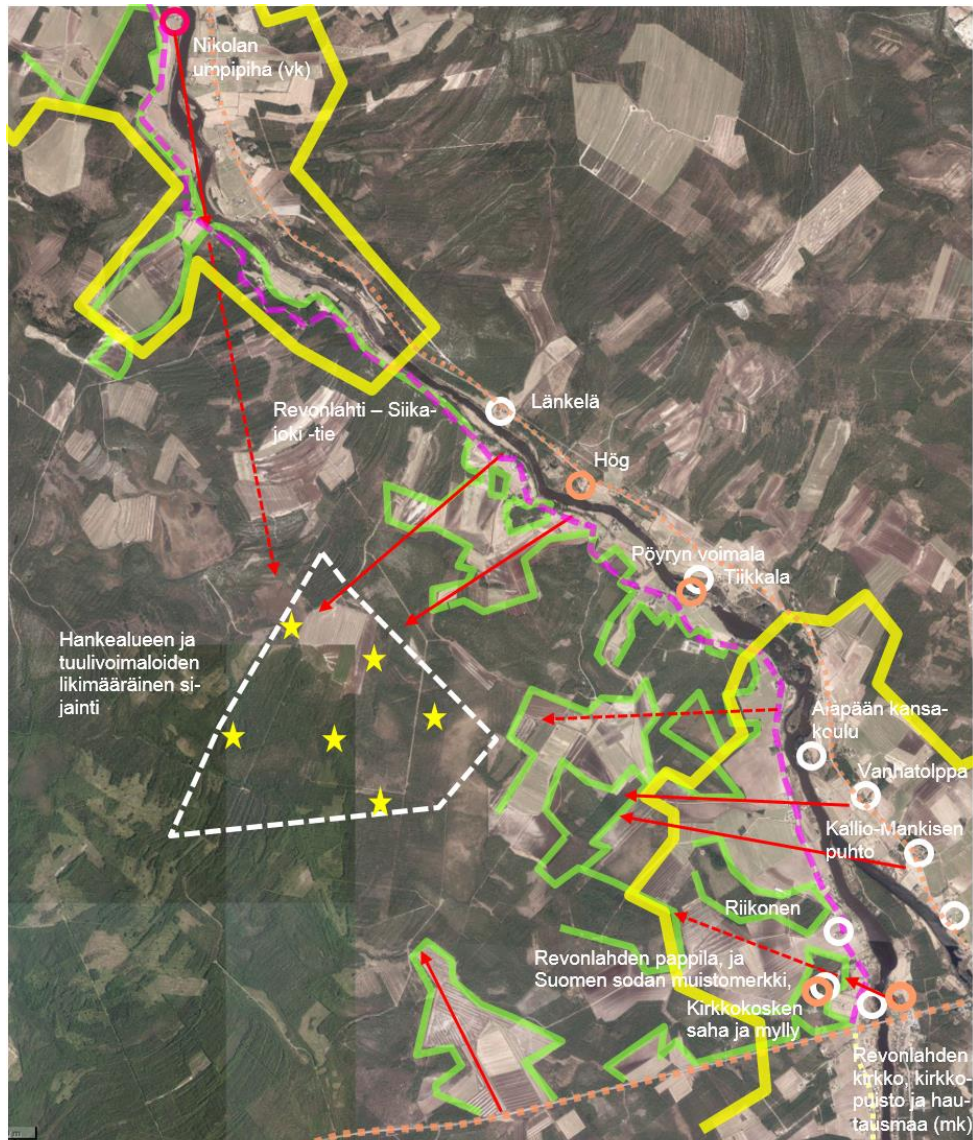 Nikolan
umpipiha (vk)
Länkelä
Revonlahti – Siika-
joki -tie
Hög
Pöyryn voimala
Tiikkala
Hankealueen ja
tuulivoimaloiden
likimääräinen si-
jainti
Alapään kansa-
koulu
Vanhatolppa
Kallio-Mankisen
puhto
Riikonen
Revonlahden pappila, ja
Suomen sodan muistomerkki,
Kirkkokosken
saha ja mylly
Revonlahden
kirkko, kirkko-
puisto ja hau-
tausmaa (mk)